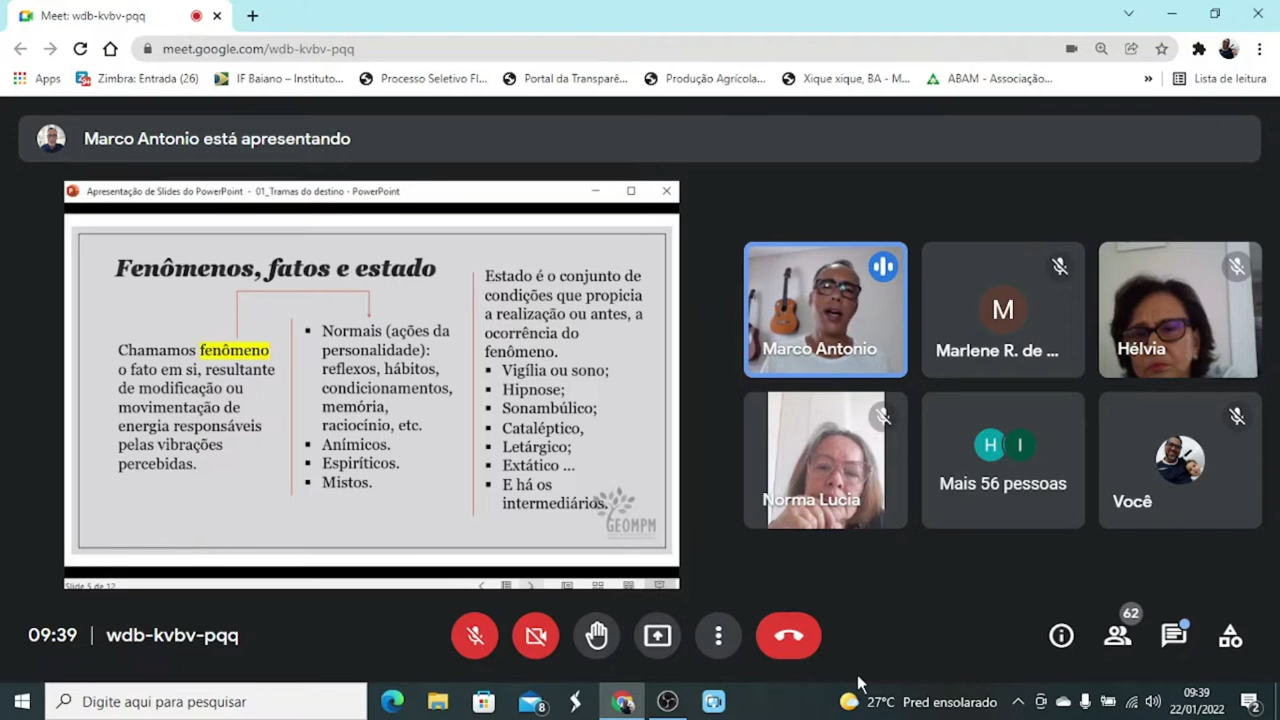 Meet: wdb-kvbv-pqq
meet.google.com/wdb-kvbv-pqq
Apps
Zimbra: Entrada (26)
IF Baiano – Instituto...
Processo Seletivo Fl...
Portal da Transparê...
Produção Agrícola...
Xique xique, BA - M...
ABAM - Associação...
»
Lista de leitura
Marco Antonio está apresentando
Apresentação de Slides do PowerPoint - 01_Tramas do destino - PowerPoint
Fenômenos, fatos e estado
Chamamos fenômeno
o fato em si, resultante
de modificação ou
movimentação de
energia responsáveis
pelas vibrações
percebidas.
▪ Normais (ações da
personalidade):
reflexos, hábitos,
condicionamentos,
memória,
raciocínio, etc.
▪ Anímicos.
▪ Espiríticos.
▪ Mistos.
Estado é o conjunto de
condições que propicia
a realização ou antes, a
ocorrência do
fenômeno.
▪ Vigília ou sono;
▪ Hipnose;
▪ Sonambúlico;
▪ Cataléptico,
▪ Letárgico;
▪ Extático ...
▪ E há os
intermediários.
GEOMPM
Slide 5 de 12
Marco Antonio
M
Marlene R. de ...
Hélvia
Norma Lucia
H I
Mais 56 pessoas
Você
09:39 | wdb-kvbv-pqq
62
Digite aqui para pesquisar
8
27°C Pred ensolarado
09:39
22/01/2022
2